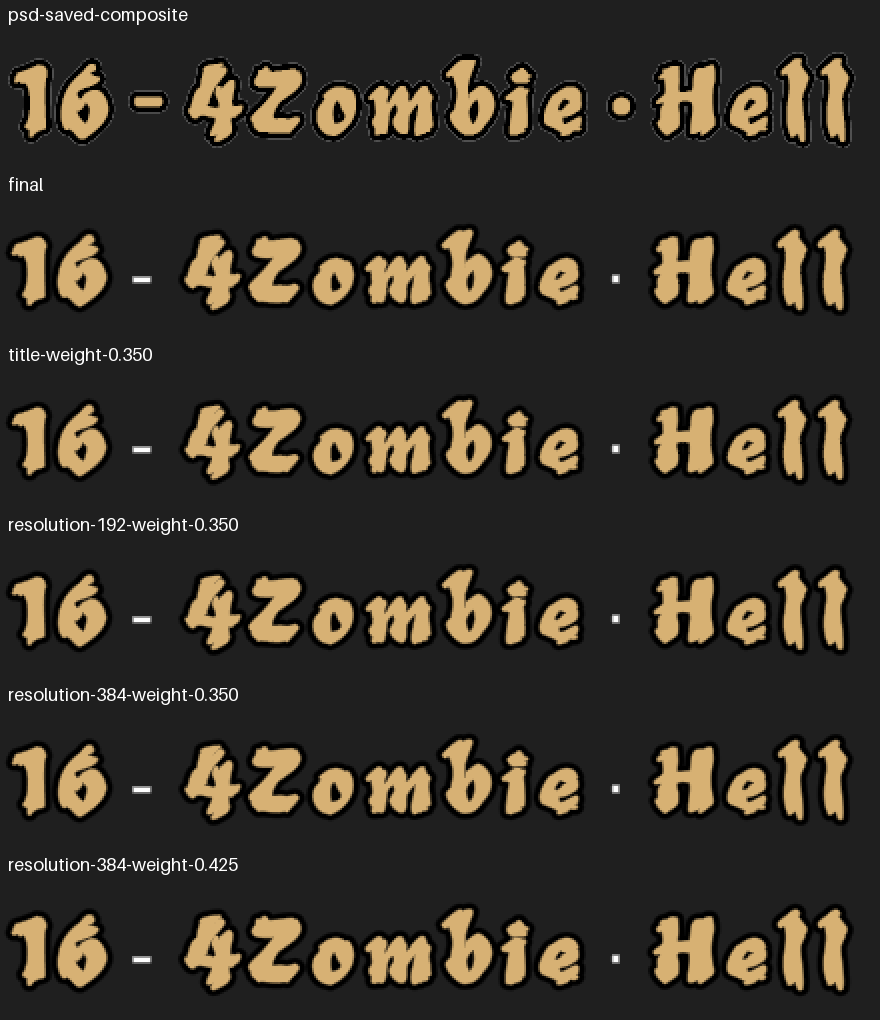 psd-saved-composite
16 - 4Zombie · Hell
final
16 - 4Zombie · Hell
title-weight-0.350
16 - 4Zombie · Hell
resolution-192-weight-0.350
16 - 4Zombie · Hell
resolution-384-weight-0.350
16 - 4Zombie · Hell
resolution-384-weight-0.425
16 - 4Zombie · Hell